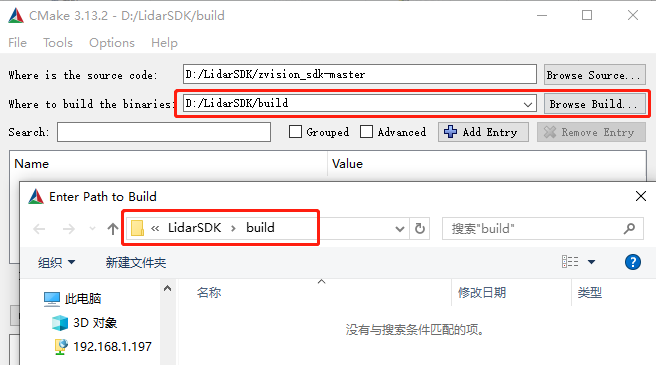 CMake 3.13.2 - D:/LidarSDK/build
File Tools Options Help
Where is the source code: D:/LidarSDK/zvision_sdk-master Browse Source...
Where to build the binaries: D:/LidarSDK/build Browse Build...
Search: Grouped Advanced Add Entry Remove Entry
Name Value
Enter Path to Build
« LidarSDK › build 搜索"build"
组织 新建文件夹
名称 修改日期 类型
此电脑
没有与搜索条件匹配的项。
3D 对象
192.168.1.197